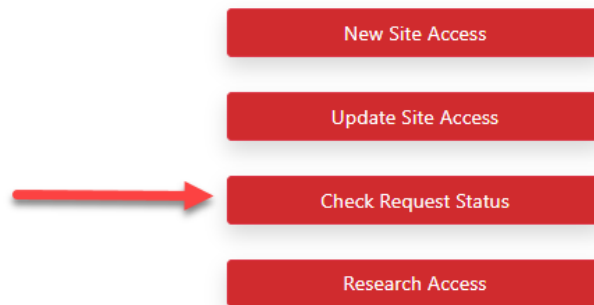 New Site Access
Update Site Access
Check Request Status
Research Access